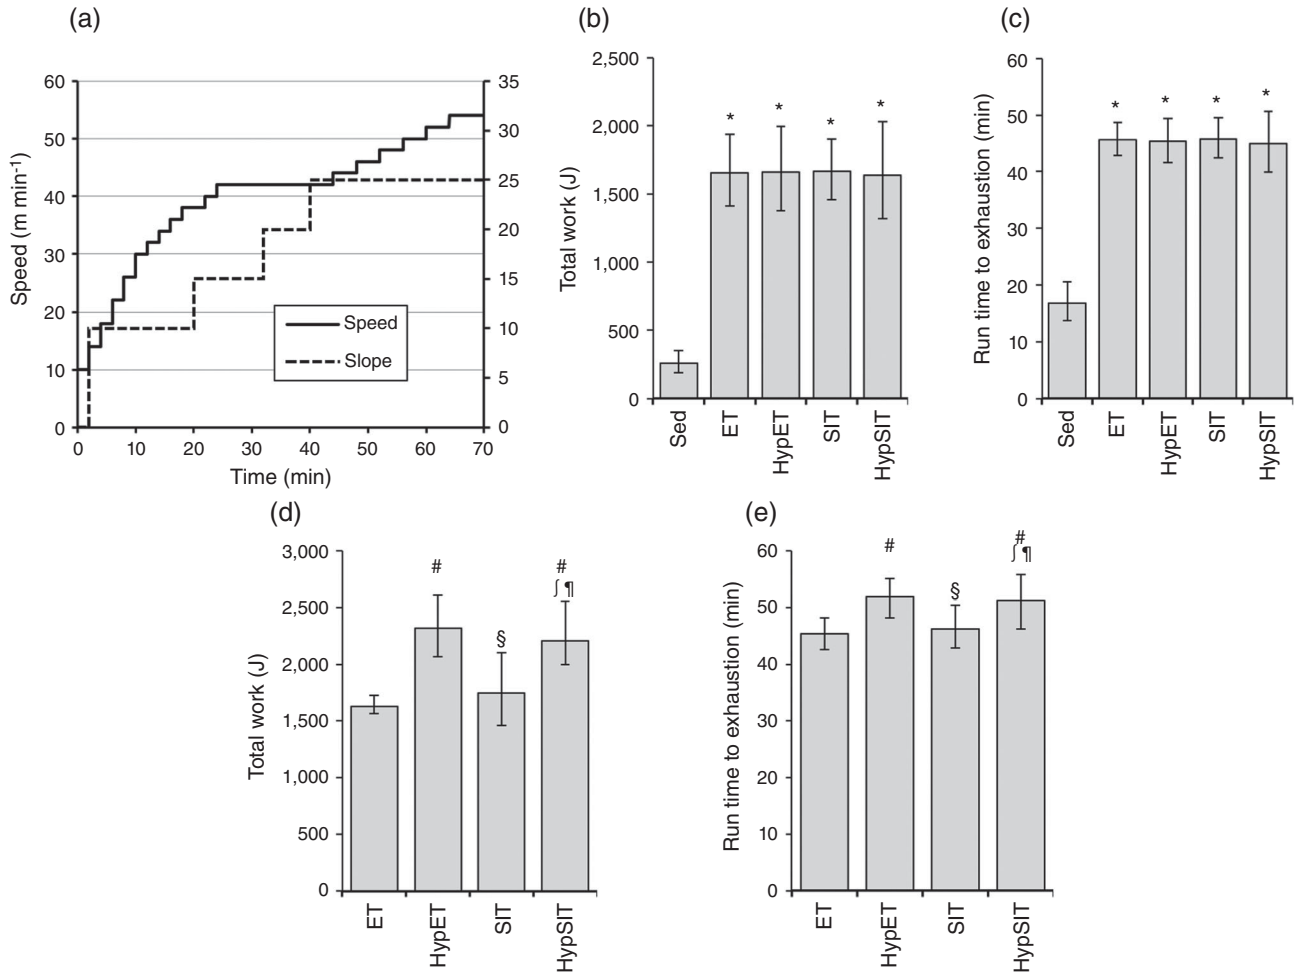 (a)
60
50
40
30
20
10
0
Speed (m min-1)
35
30
25
20
15
10
5
0
0 10 20 30 40 50 60 70
Time (min)
Speed
Slope
(b)
2,500
2,000
1,500
1,000
500
0
Total work (J)
* * * *
Sed ET HypET SIT HypSIT
(c)
60
50
40
30
20
10
0
Run time to exhaustion (min)
* * * *
Sed ET HypET SIT HypSIT
(d)
3,000
2,500
2,000
1,500
1,000
500
0
Total work (J)
# § #
∫ ¶
ET HypET SIT HypSIT
(e)
60
50
40
30
20
10
0
Run time to exhaustion (min)
# § #
∫ ¶
ET HypET SIT HypSIT